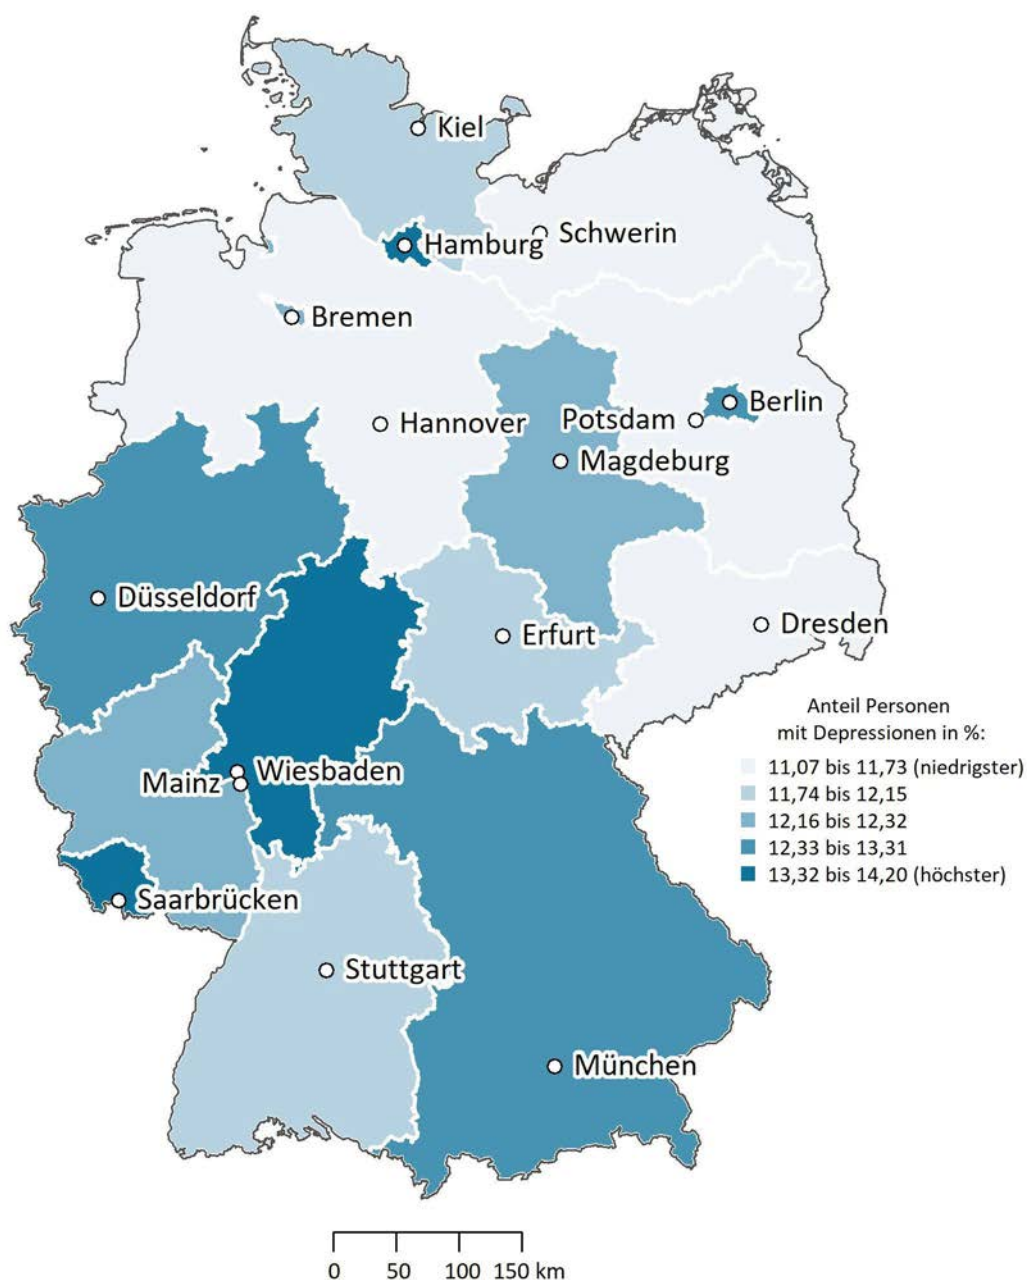 Kiel
Hamburg
Schwerin
Bremen
Berlin
Hannover
Potsdam
Magdeburg
Düsseldorf
Erfurt
Dresden
Anteil Personen
mit Depressionen in %:
11,07 bis 11,73 (niedrigster)
11,74 bis 12,15
12,16 bis 12,32
12,33 bis 13,31
13,32 bis 14,20 (höchster)
Wiesbaden
Mainz
Saarbrücken
Stuttgart
München
0 50 100 150 km